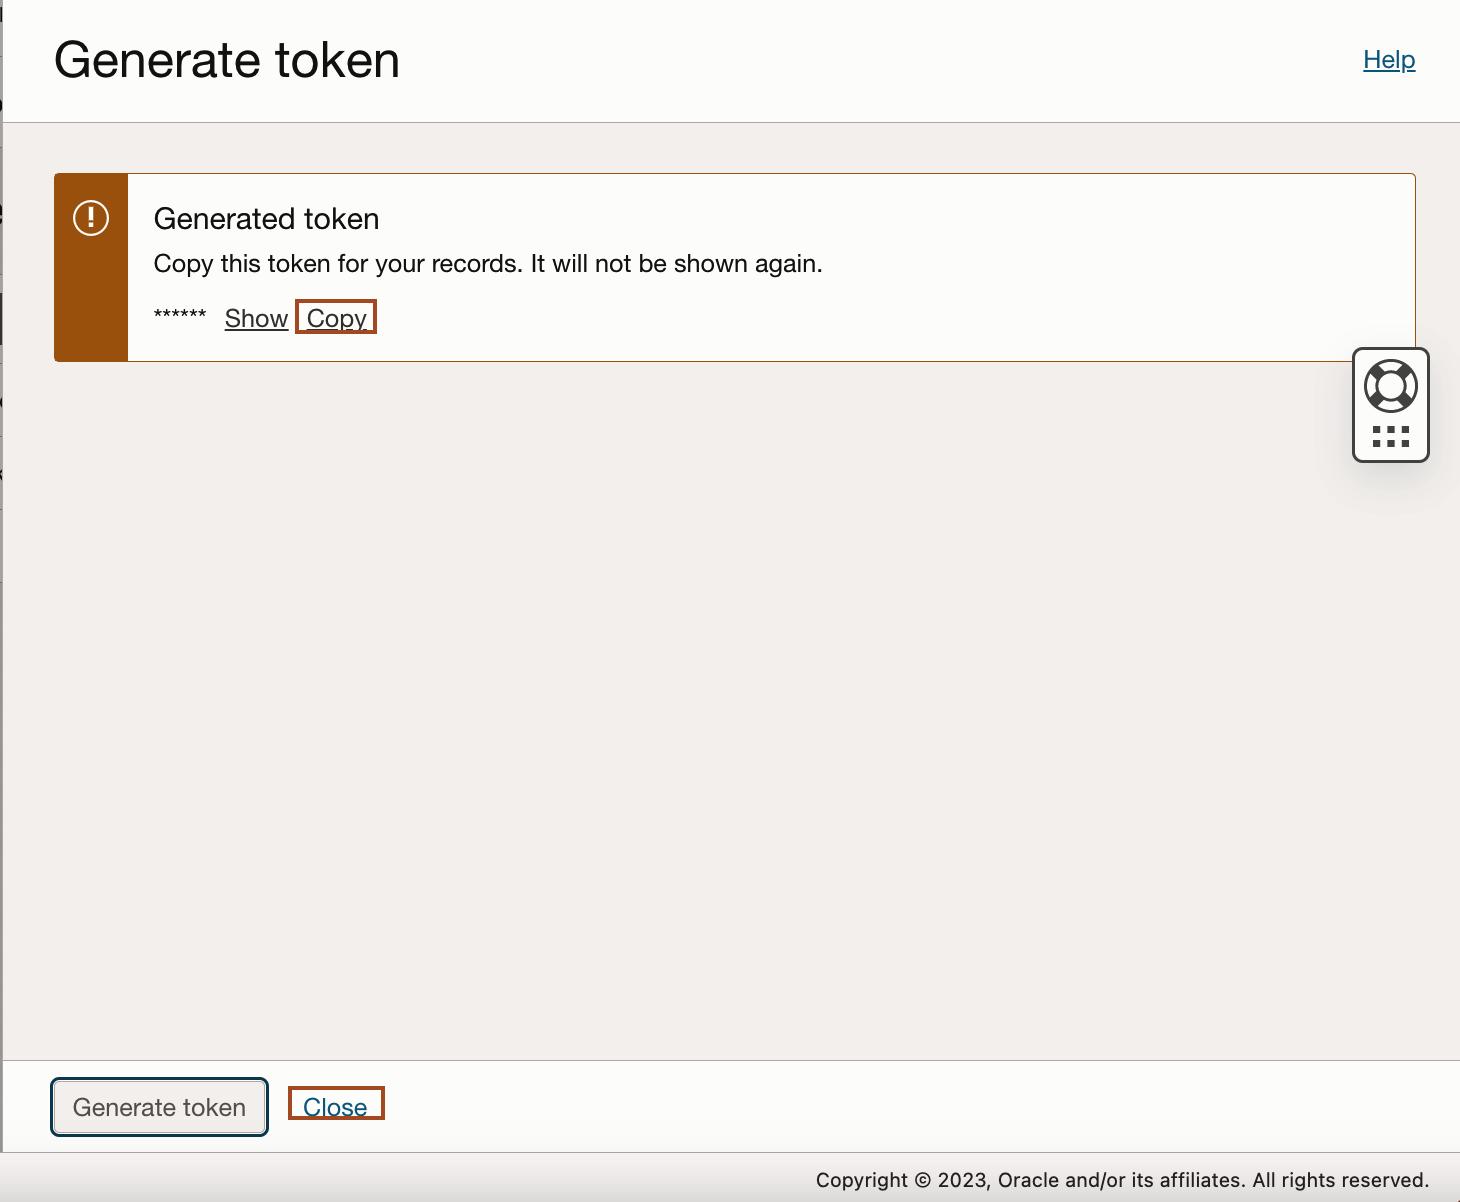 Generate token
Help
Generated token
Copy this token for your records. It will not be shown again.
****** Show Copy
Generate token Close
Copyright © 2023, Oracle and/or its affiliates. All rights reserved.